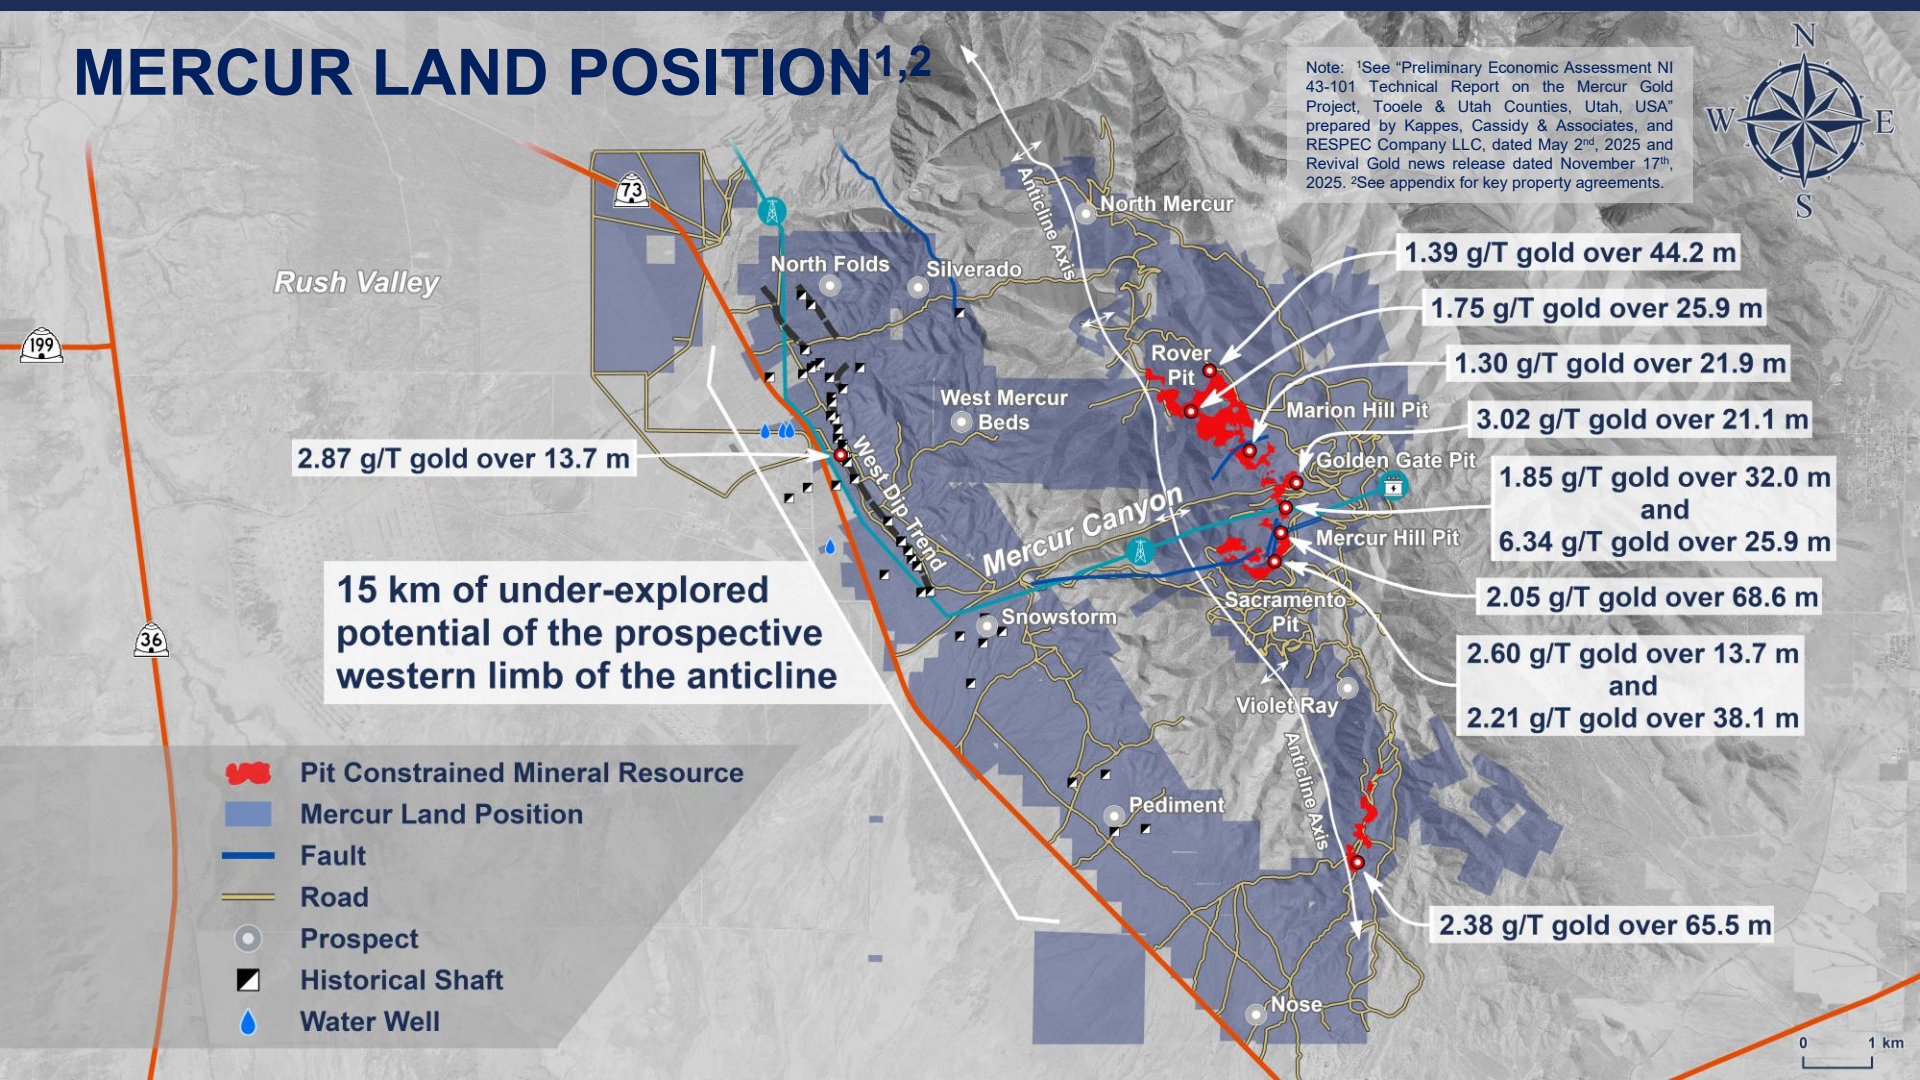 MERCUR LAND POSITION1,2
Note: 1See “Preliminary Economic Assessment NI
43-101 Technical Report on the Mercur Gold
Project, Tooele & Utah Counties, Utah, USA”
prepared by Kappes, Cassidy & Associates, and
RESPEC Company LLC, dated May 2nd, 2025 and
Revival Gold news release dated November 17th,
2025. 2See appendix for key property agreements.
N
W
E
S
73
199
36
Rush Valley
North Folds
Silverado
North Mercur
Anticline Axis
1.39 g/T gold over 44.2 m
1.75 g/T gold over 25.9 m
1.30 g/T gold over 21.9 m
3.02 g/T gold over 21.1 m
1.85 g/T gold over 32.0 m
and
6.34 g/T gold over 25.9 m
2.05 g/T gold over 68.6 m
2.60 g/T gold over 13.7 m
and
2.21 g/T gold over 38.1 m
2.38 g/T gold over 65.5 m
Rover
Pit
West Mercur
Beds
Marion Hill Pit
Golden Gate Pit
2.87 g/T gold over 13.7 m
West Dip Trend
Mercur Canyon
Mercur Hill Pit
Sacramento
Pit
Snowstorm
Violet Ray
Anticline Axis
Pediment
Nose
15 km of under-explored
potential of the prospective
western limb of the anticline
Pit Constrained Mineral Resource
Mercur Land Position
Fault
Road
Prospect
Historical Shaft
Water Well
0 1 km